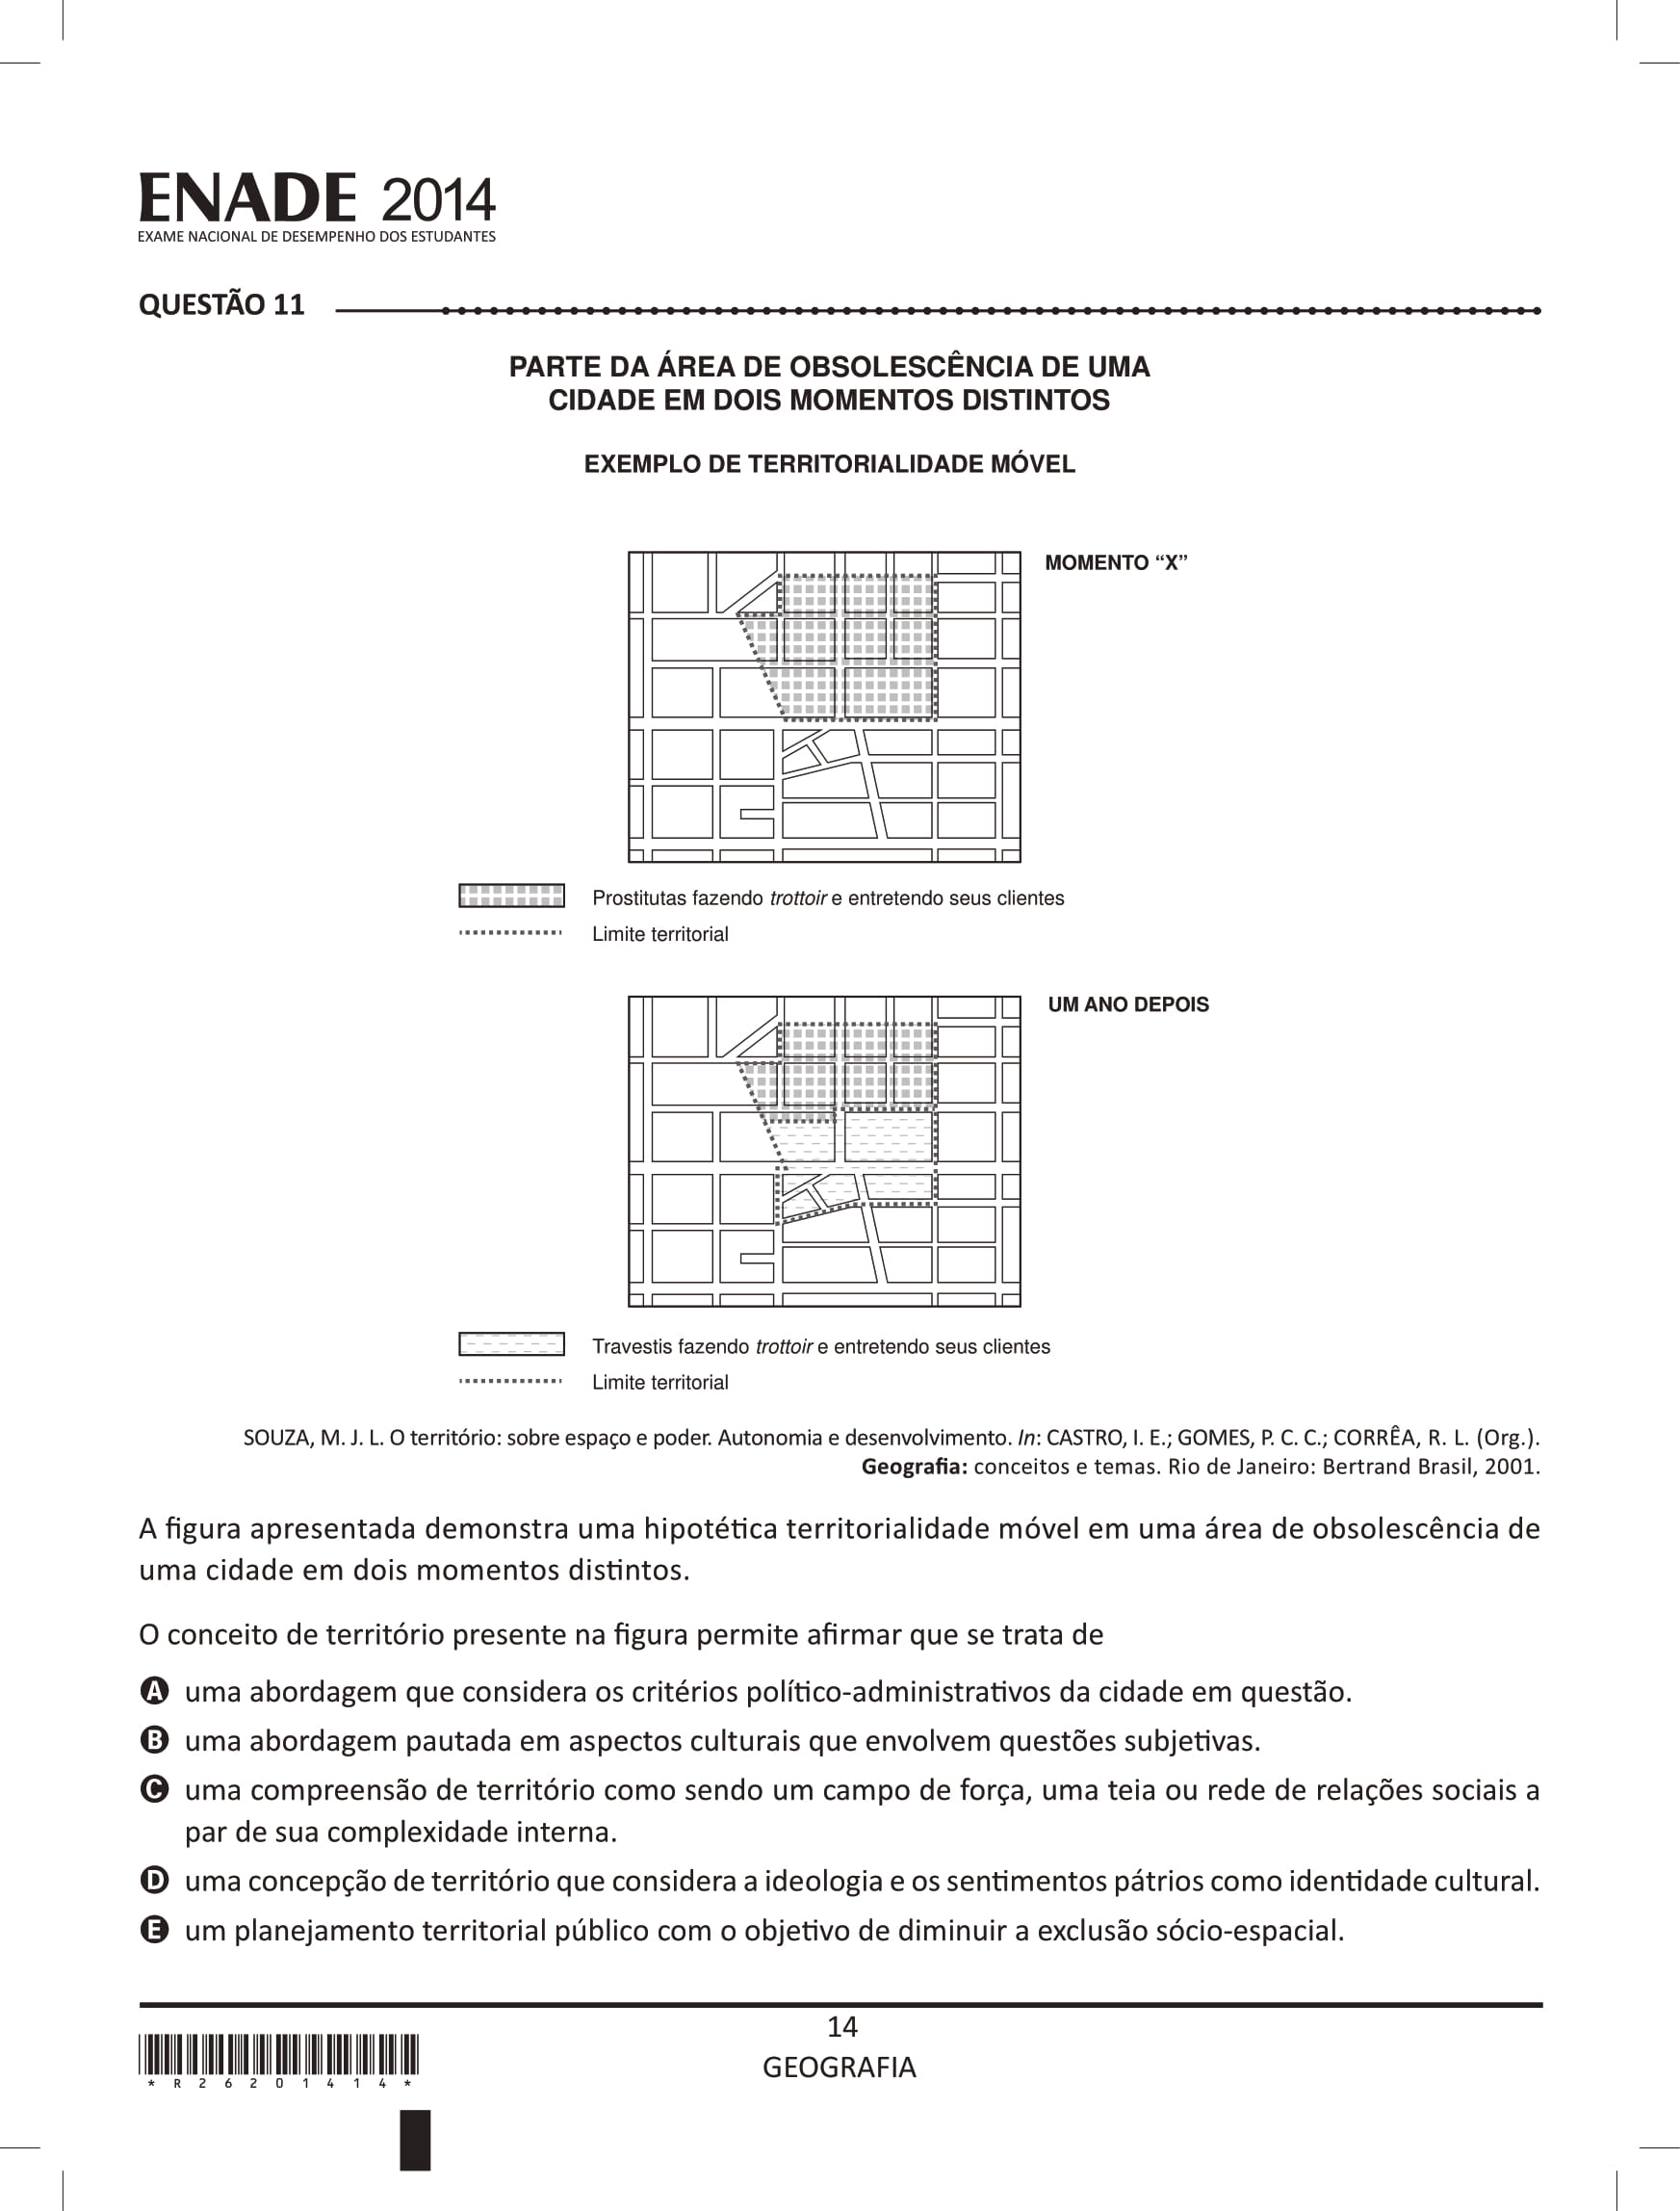 ENADE 2014
EXAME NACIONAL DE DESEMPENHO DOS ESTUDANTES
QUESTÃO 11
PARTE DA ÁREA DE OBSOLESCÊNCIA DE UMA
CIDADE EM DOIS MOMENTOS DISTINTOS
EXEMPLO DE TERRITORIALIDADE MÓVEL
MOMENTO “X”
Prostitutas fazendo trottoir e entretendo seus clientes
Limite territorial
UM ANO DEPOIS
Travestis fazendo trottoir e entretendo seus clientes
Limite territorial
SOUZA, M. J. L. O território: sobre espaço e poder. Autonomia e desenvolvimento. In: CASTRO, I. E.; GOMES, P. C. C.; CORRÊA, R. L. (Org.).
Geografia: conceitos e temas. Rio de Janeiro: Bertrand Brasil, 2001.
A figura apresentada demonstra uma hipotética territorialidade móvel em uma área de obsolescência de
uma cidade em dois momentos distintos.
O conceito de território presente na figura permite afirmar que se trata de
A uma abordagem que considera os critérios político-administrativos da cidade em questão.
B uma abordagem pautada em aspectos culturais que envolvem questões subjetivas.
C uma compreensão de território como sendo um campo de força, uma teia ou rede de relações sociais a
par de sua complexidade interna.
D uma concepção de território que considera a ideologia e os sentimentos pátrios como identidade cultural.
E um planejamento territorial público com o objetivo de diminuir a exclusão sócio-espacial.
14
GEOGRAFIA
* R 2 6 2 0 1 4 1 4 *